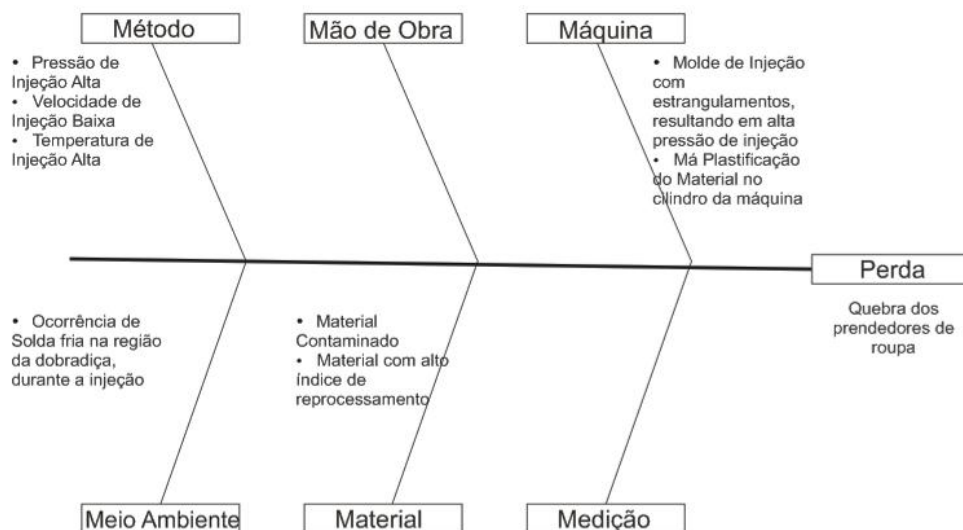 Método
Mão de Obra
Máquina
• Pressão de
Injeção Alta
• Velocidade de
Injeção Baixa
• Temperatura de
Injeção Alta
• Molde de Injeção
com
estrangulamentos,
resultando em alta
pressão de injeção
• Má Plastificação
do Material no
cilindro da máquina
Perda
Quebra dos
prendedores de
roupa
• Ocorrência de
Solda fria na região
da dobradiça,
durante a injeção
• Material
Contaminado
• Material com alto
índice de
reprocessamento
Meio Ambiente
Material
Medição